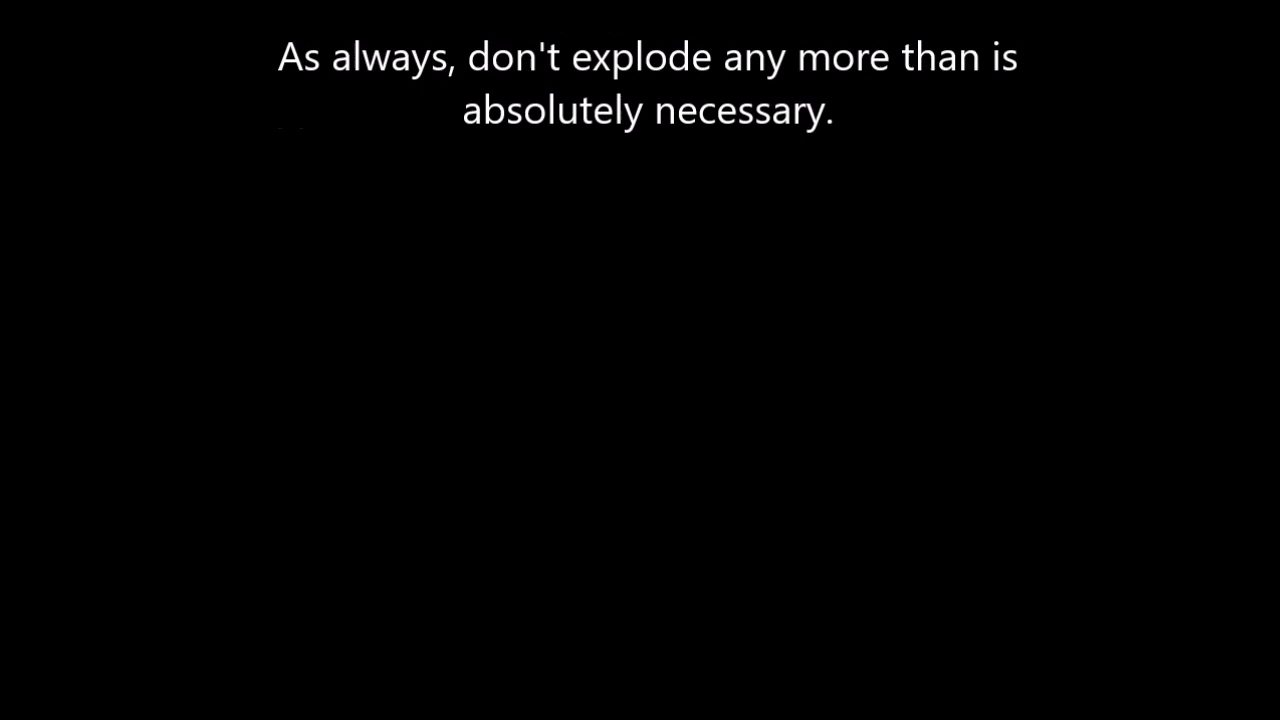 As always, don't explode any more than is
absolutely necessary.